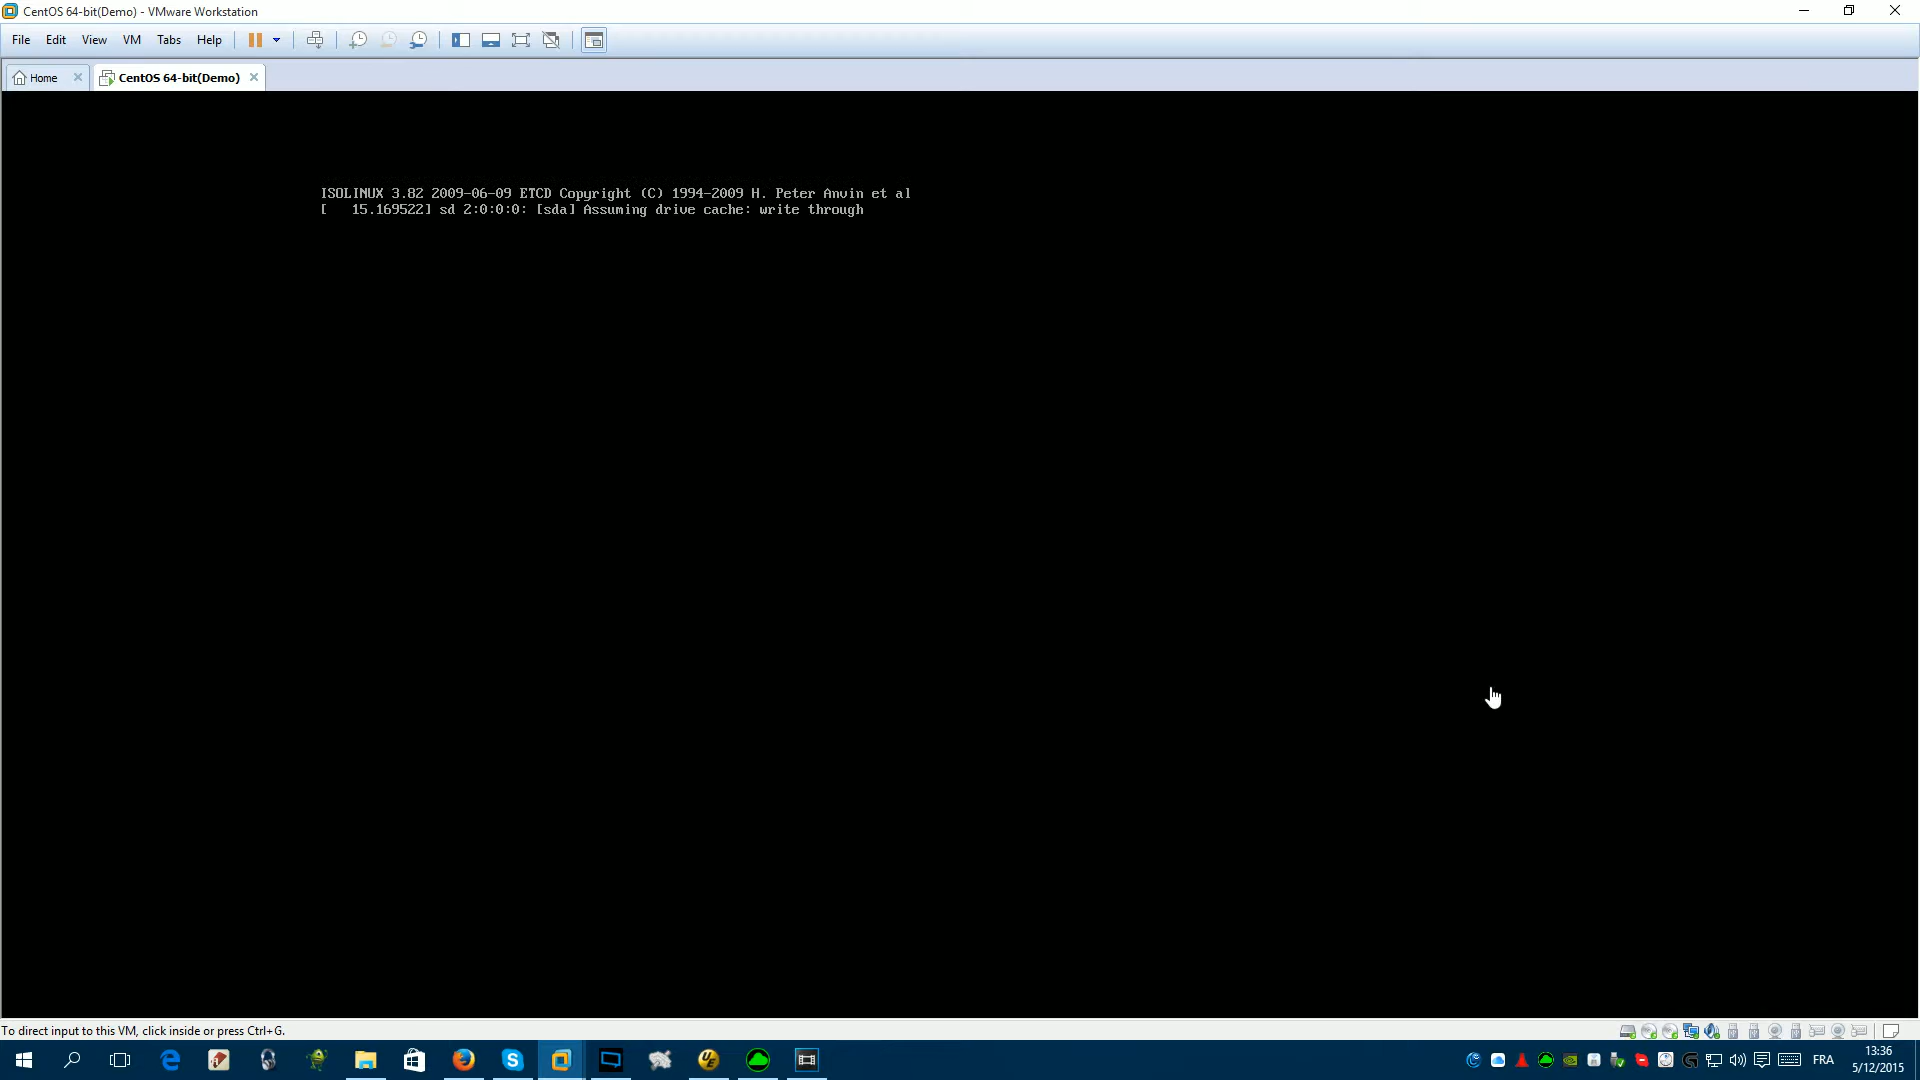 CentOS 64-bit(Demo) - VMware Workstation
File Edit View VM Tabs Help
Home CentOS 64-bit(Demo)
ISOLINUX 3.82 2009-06-09 ETCD Copyright (C) 1994-2009 H. Peter Anvin et al
[ 15.169522] sd 2:0:0:0: [sda] Assuming drive cache: write through
To direct input to this VM, click inside or press Ctrl+G.
FRA
13:36
5/12/2015